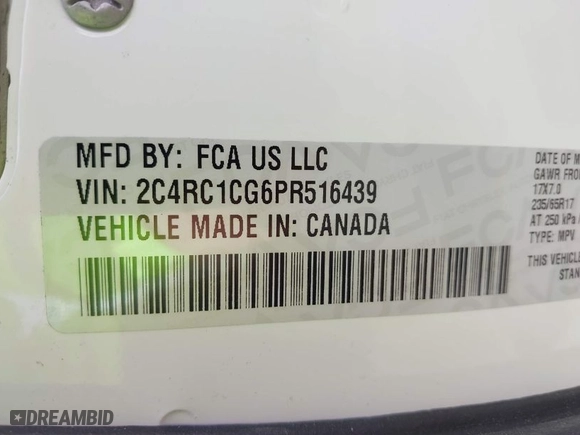 MFD BY: FCA US LLC
VIN: 2C4RC1CG6PR516439
VEHICLE MADE IN: CANADA
DATE OF M
GAWR FRO
17X7.0
235/65R17
AT 250 kPa
TYPE: MPV
THIS VEHICLE
STAN
DREAMBID